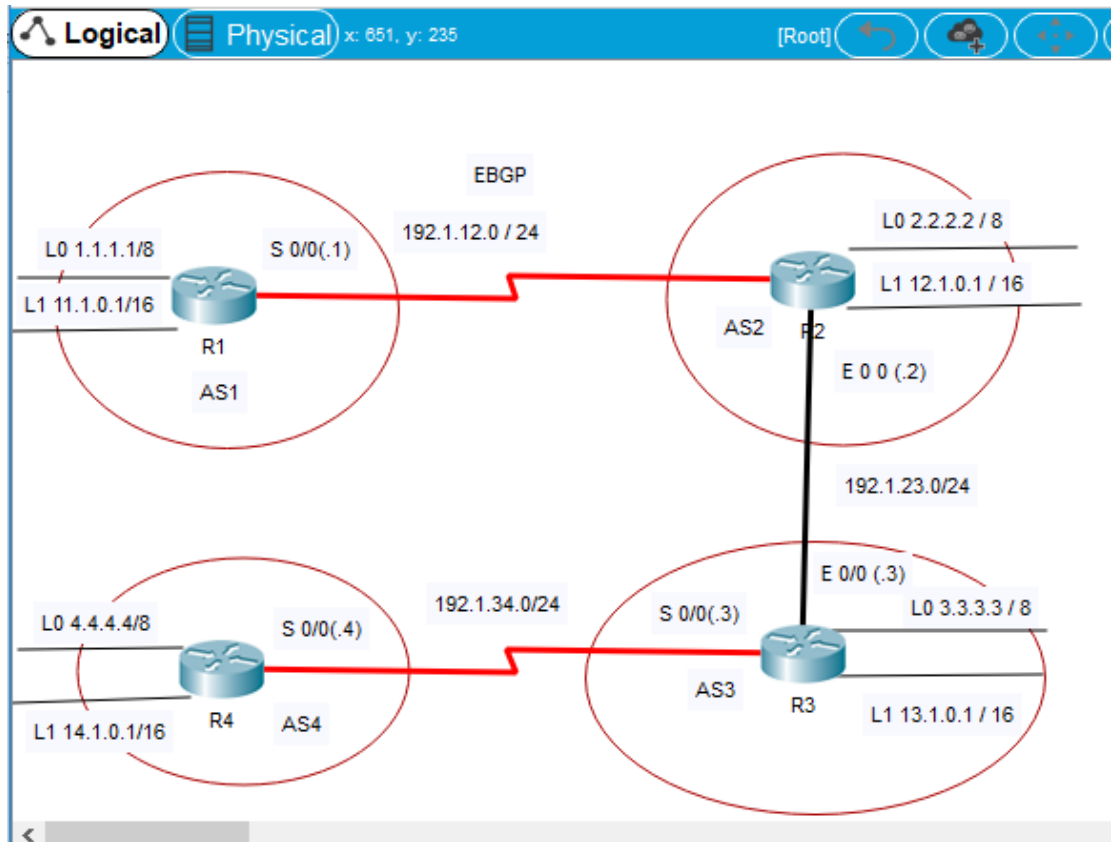 Logical Physical x: 651, y: 235 [Root]
EBGP
192.1.12.0 / 24
L0 1.1.1.1/8
S 0/0(.1)
L1 11.1.0.1/16
R1
AS1
L0 2.2.2.2 / 8
L1 12.1.0.1 / 16
AS2
R2
E 0 0 (.2)
192.1.23.0/24
192.1.34.0/24
L0 4.4.4.4/8
S 0/0(.4)
R4
AS4
L1 14.1.0.1/16
E 0/0 (.3)
S 0/0(.3)
L0 3.3.3.3 / 8
AS3
R3
L1 13.1.0.1 / 16